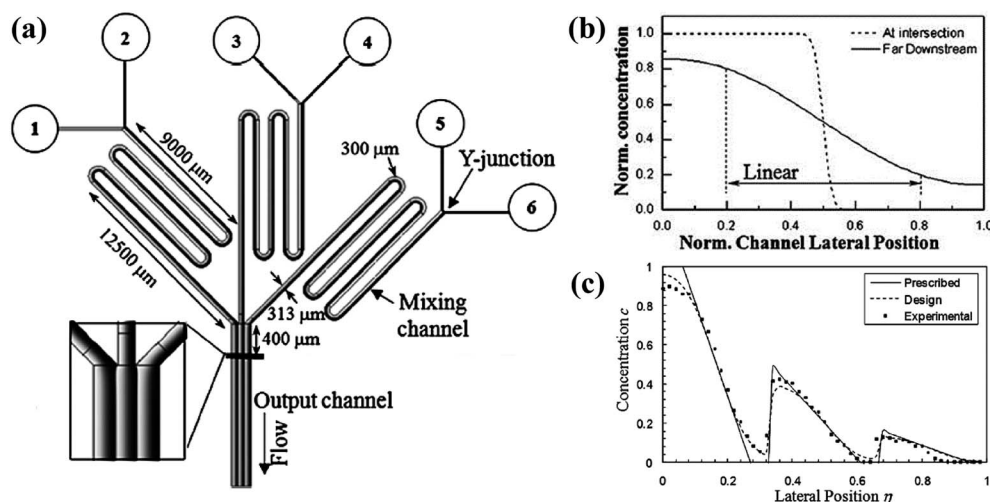 (a)
1
2
3
4
5
6
9000 µm
12500µm
300 µm
Y-junction
Mixing
channel
313 µm
400 µm
Output channel
Flow
(b)
At intersection
Far Downstream
Linear
Norm. concentration
1.0
0.8
0.6
0.4
0.2
0.0
0.0 0.2 0.4 0.6 0.8 1.0
Norm. Channel Lateral Position
(c)
Prescribed
Design
Experimental
Concentration c
1
0.8
0.6
0.4
0.2
0
0 0.2 0.4 0.6 0.8 1
Lateral Position η